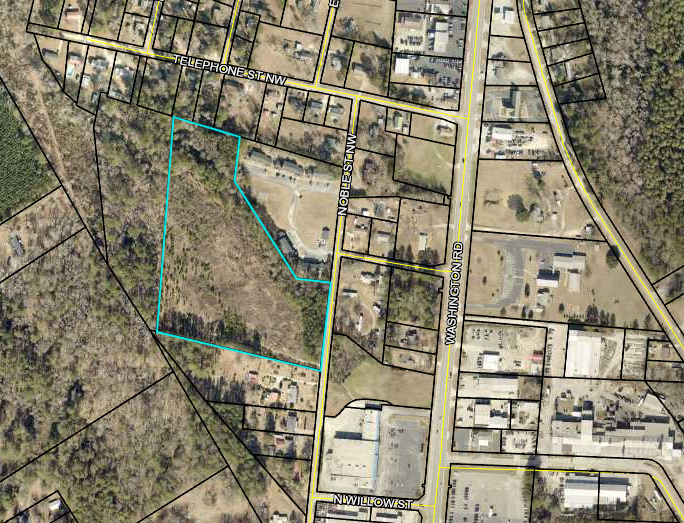 TELEPHONE ST NW
NOBLE ST NW
WASHINGTON RD
N WILLOW ST